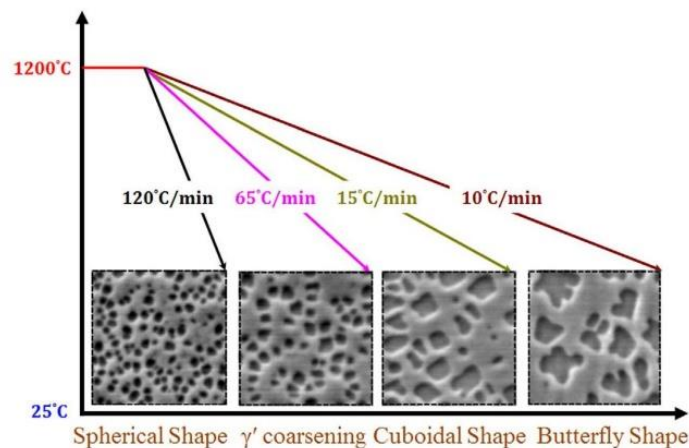 1200°C
120°C/min 65°C/min 15°C/min 10°C/min
25°C
Spherical Shape γ′ coarsening Cuboidal Shape Butterfly Shape